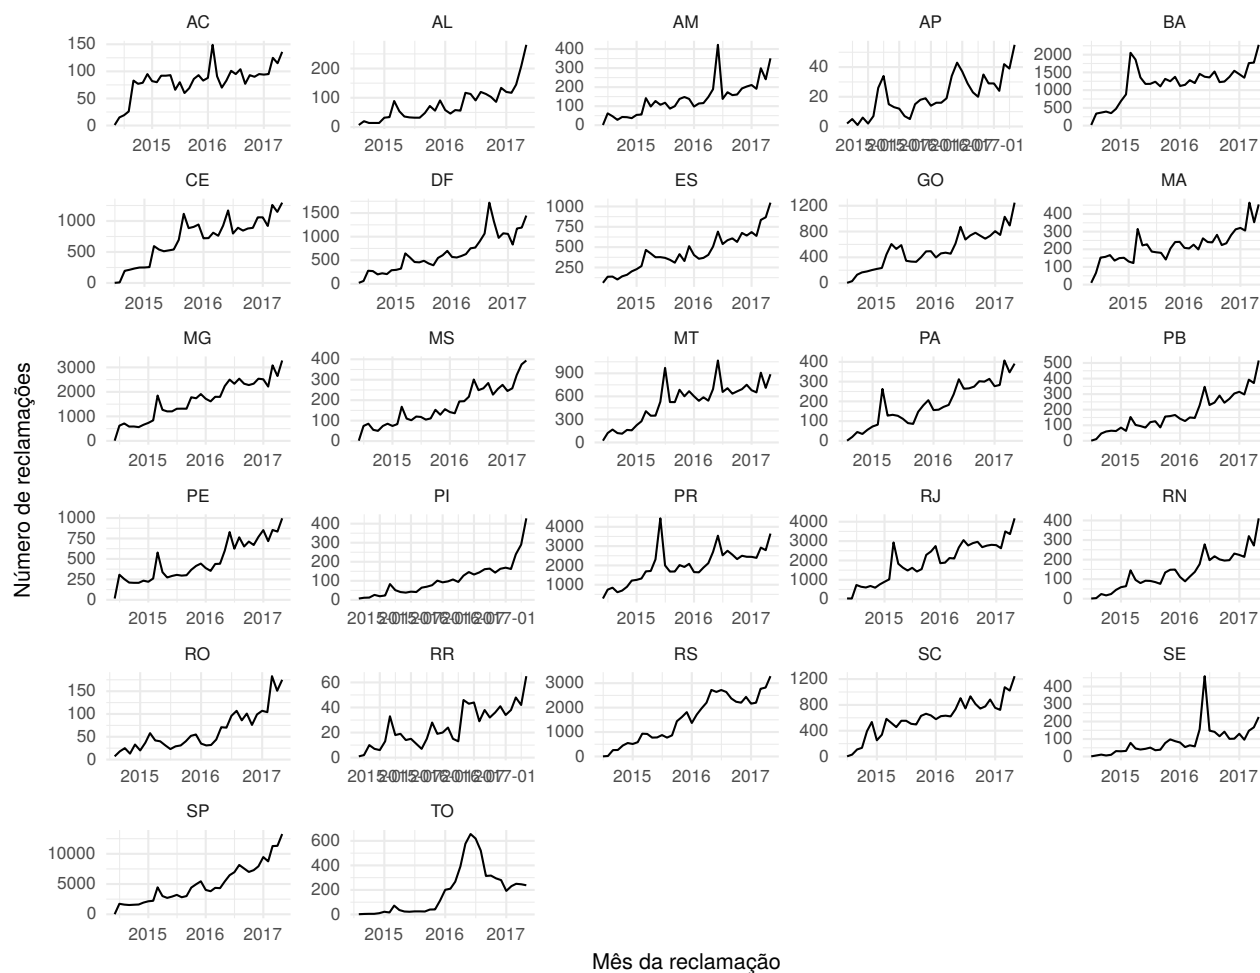 Número de reclamações
AC
150
100
50
0
2015 2016 2017
AL
200
100
0
2015 2016 2017
AM
400
300
200
100
0
2015 2016 2017
AP
40
20
0
BA
2000
1500
1000
500
0
2015 2016 2017
CE
1000
500
0
2015 2016 2017
DF
1500
1000
500
0
2015 2016 2017
ES
1000
750
500
250
2015 2016 2017
GO
1200
800
400
0
2015 2016 2017
MA
400
300
200
100
0
2015 2016 2017
MG
3000
2000
1000
0
2015 2016 2017
MS
400
300
200
100
0
2015 2016 2017
MT
900
600
300
0
2015 2016 2017
PA
400
300
200
100
0
2015 2016 2017
PB
500
400
300
200
100
0
2015 2016 2017
PE
1000
750
500
250
0
2015 2016 2017
PI
400
300
200
100
0
PR
4000
3000
2000
1000
2015 2016 2017
RJ
4000
3000
2000
1000
0
2015 2016 2017
RN
400
300
200
100
0
2015 2016 2017
RO
150
100
50
0
2015 2016 2017
RR
60
40
20
0
RS
3000
2000
1000
0
2015 2016 2017
SC
1200
800
400
0
2015 2016 2017
SE
400
300
200
100
0
2015 2016 2017
SP
10000
5000
0
2015 2016 2017
TO
600
400
200
0
2015 2016 2017
Mês da reclamação